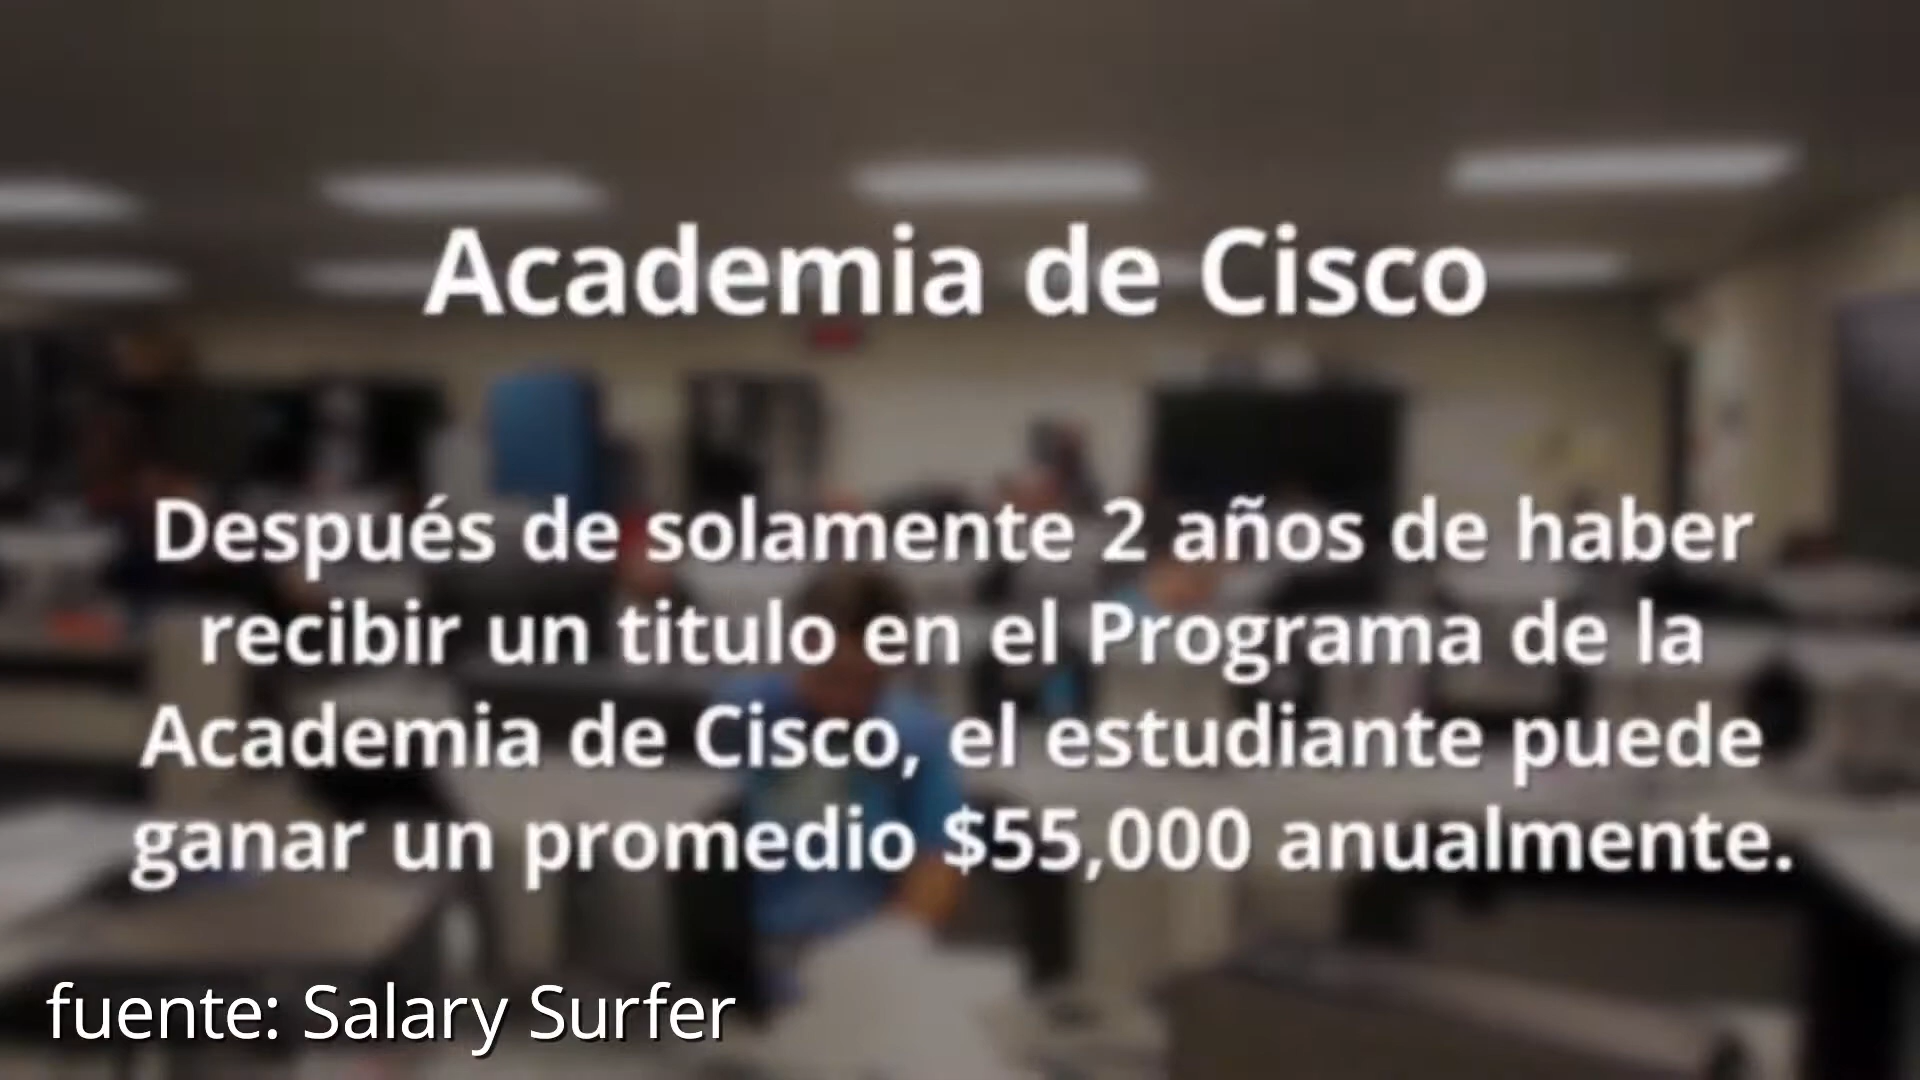 Academia de Cisco
Después de solamente 2 años de haber
recibir un titulo en el Programa de la
Academia de Cisco, el estudiante puede
ganar un promedio $55,000 anualmente.
fuente: Salary Surfer